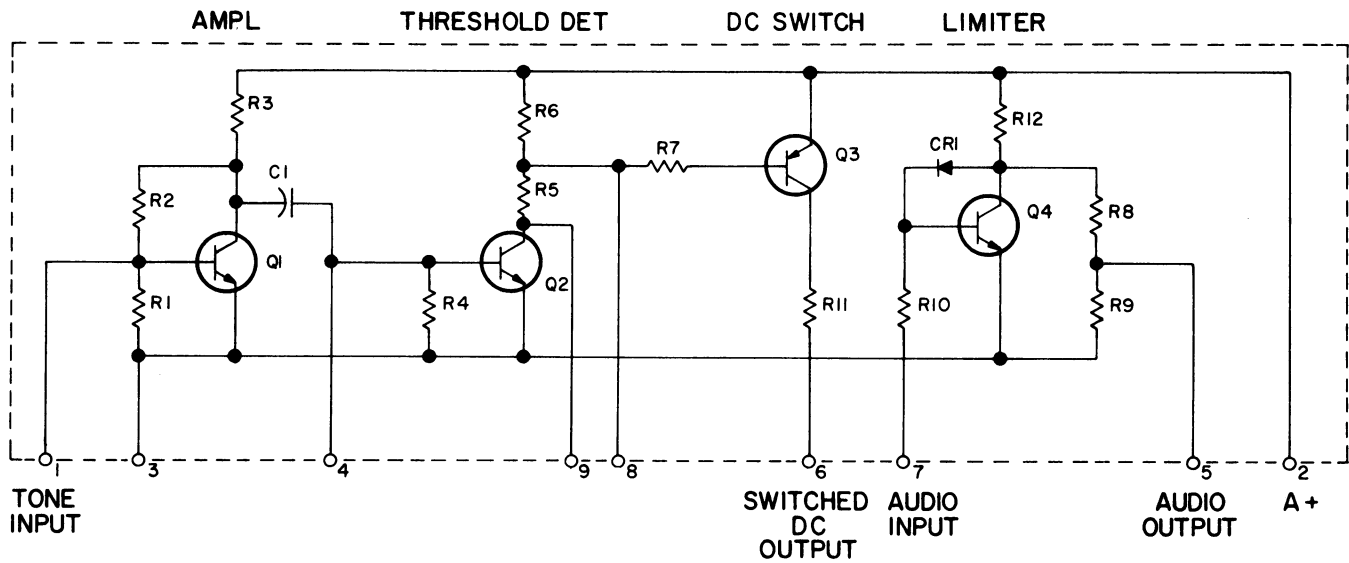 AMPL
THRESHOLD DET
DC SWITCH
LIMITER
R3
R6
R12
R7
Q3
CR1
C1
R2
R5
Q4
R8
Q1
Q2
R1
R4
R11
R10
R9
1
3
4
9
8
6
7
5
2
TONE
INPUT
SWITCHED
DC
OUTPUT
AUDIO
INPUT
AUDIO
OUTPUT
A+